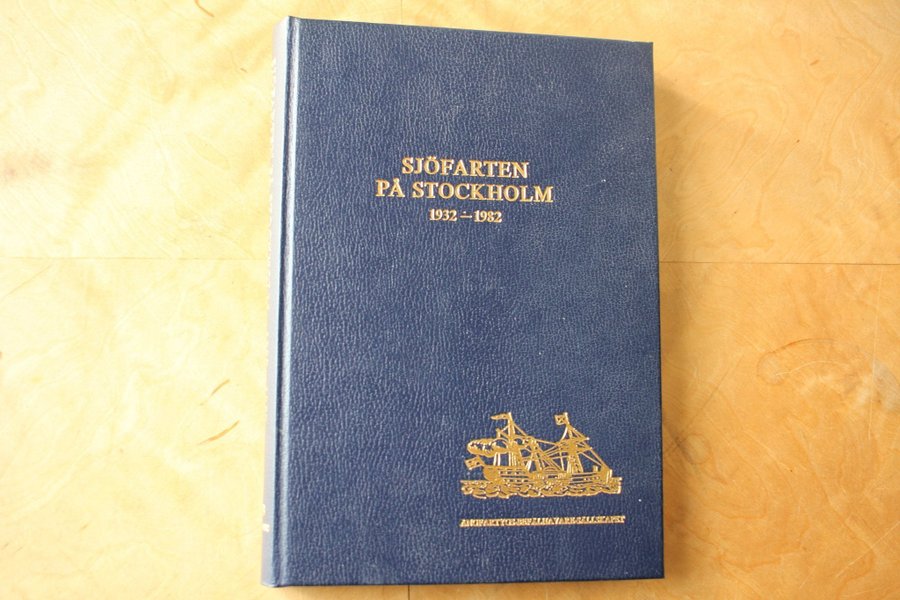 SJÖFARTEN
PÅ STOCKHOLM
1932 – 1982
ÅNGFARTYGS-BEFÄLHAVARE-SÄLLSKAPET